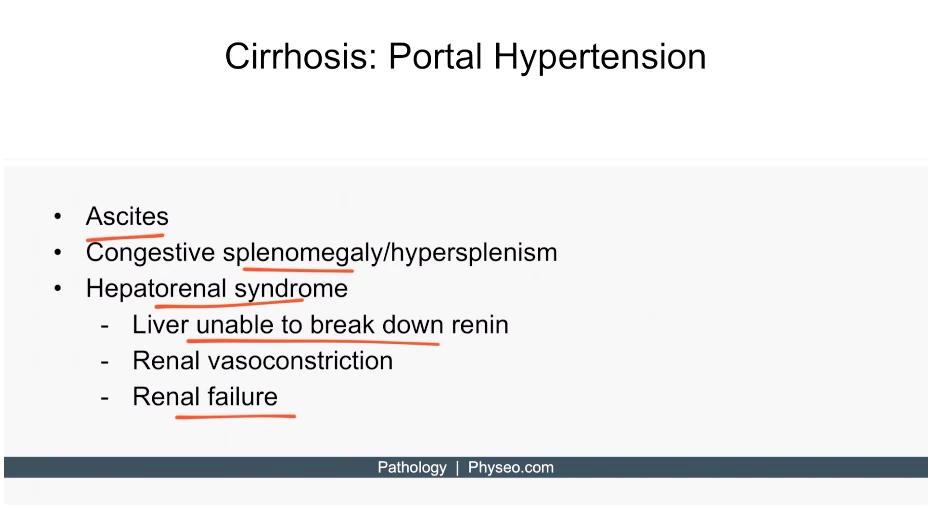 Cirrhosis: Portal Hypertension
• Ascites
• Congestive splenomegaly/hypersplenism
• Hepatorenal syndrome
- Liver unable to break down renin
- Renal vasoconstriction
- Renal failure
Pathology | Physeo.com